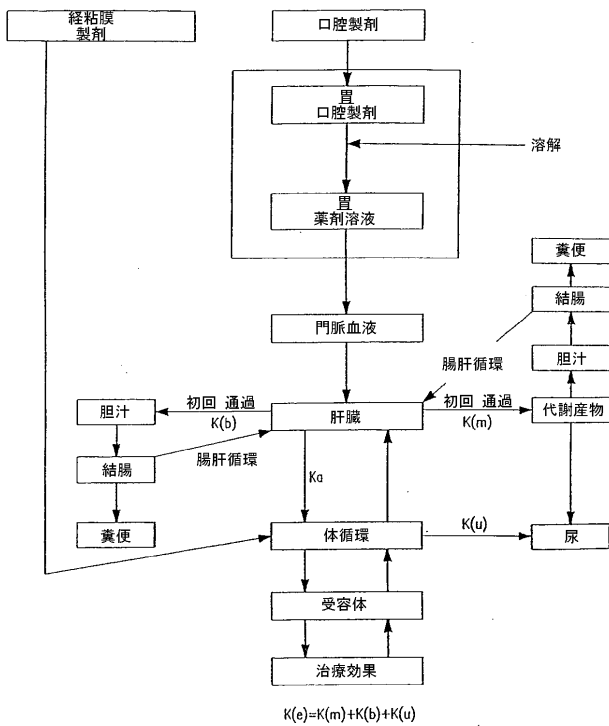 経粘膜
製剤
口腔製剤
胃
口腔製剤
溶解
胃
薬剤溶液
糞便
結腸
門脈血液
腸肝循環
胆汁
胆汁
初回 通過
K(b)
肝臓
初回 通過
K(m)
代謝産物
結腸
腸肝循環
Ka
糞便
体循環
K(u)
尿
受容体
治療効果
K(e)=K(m)+K(b)+K(u)